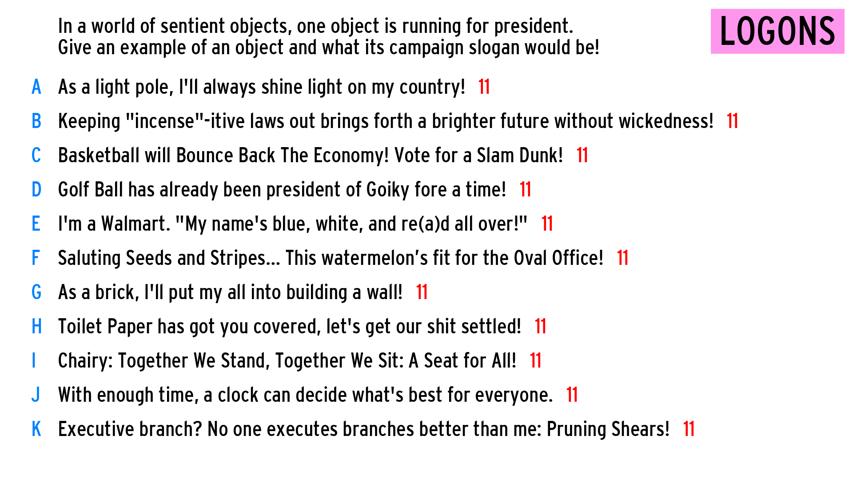 In a world of sentient objects, one object is running for president.
Give an example of an object and what its campaign slogan would be!
LOGONS
A As a light pole, I'll always shine light on my country! 11
B Keeping "incense"-itive laws out brings forth a brighter future without wickedness! 11
C Basketball will Bounce Back The Economy! Vote for a Slam Dunk! 11
D Golf Ball has already been president of Goiky fore a time! 11
E I'm a Walmart. "My name's blue, white, and re(a)d all over!" 11
F Saluting Seeds and Stripes... This watermelon’s fit for the Oval Office! 11
G As a brick, I'll put my all into building a wall! 11
H Toilet Paper has got you covered, let's get our shit settled! 11
I Chairy: Together We Stand, Together We Sit: A Seat for All! 11
J With enough time, a clock can decide what's best for everyone. 11
K Executive branch? No one executes branches better than me: Pruning Shears! 11